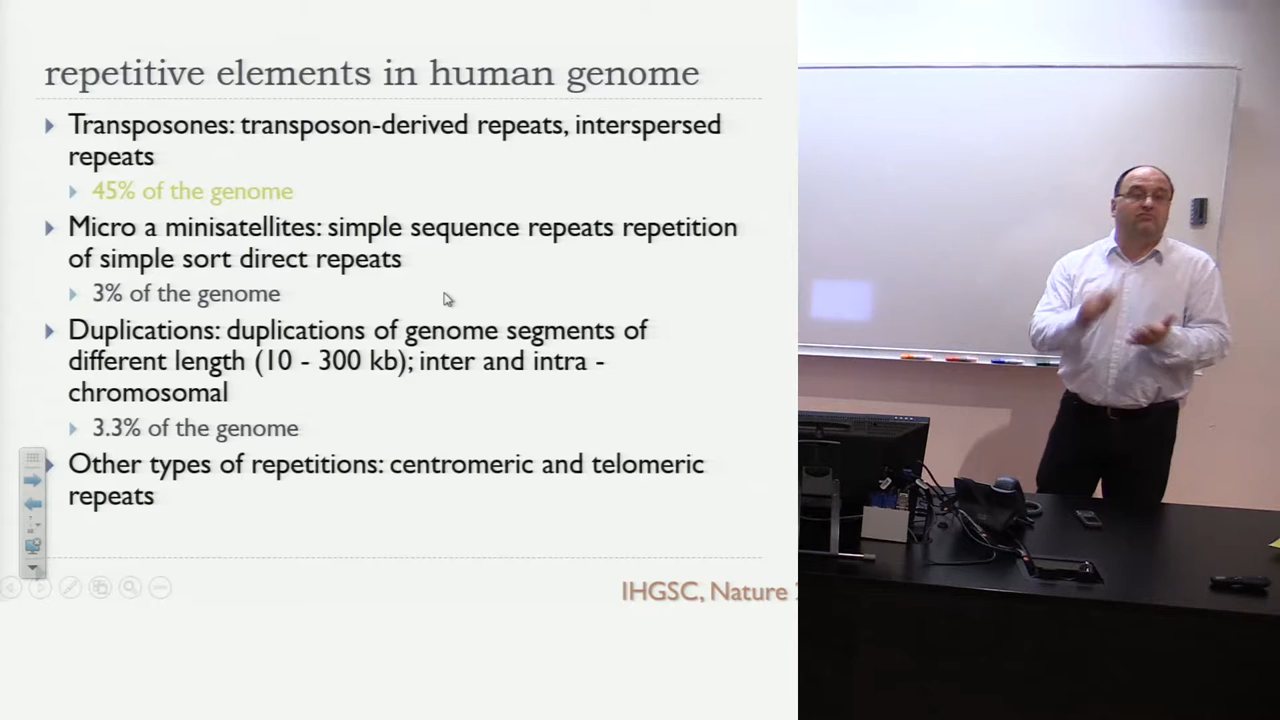 repetitive elements in human genome
Transposones: transposon-derived repeats, interspersed
repeats
45% of the genome
Micro a minisatellites: simple sequence repeats repetition
of simple sort direct repeats
3% of the genome
Duplications: duplications of genome segments of
different length (10 - 300 kb); inter and intra -
chromosomal
3.3% of the genome
Other types of repetitions: centromeric and telomeric
repeats
IHGSC, Nature